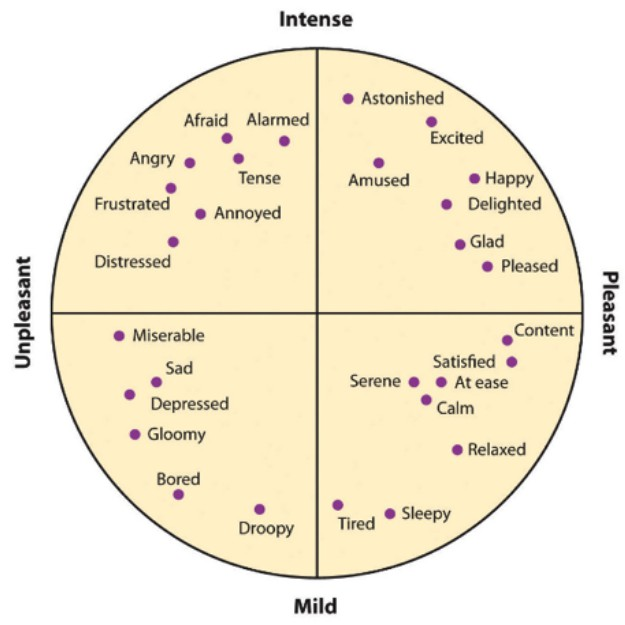 Intense
Astonished
Afraid
Alarmed
Excited
Angry
Tense
Amused
Happy
Frustrated
Annoyed
Delighted
Glad
Distressed
Pleased
Unpleasant
Pleasant
Miserable
Content
Sad
Satisfied
Serene
At ease
Depressed
Calm
Gloomy
Relaxed
Bored
Droopy
Tired
Sleepy
Mild